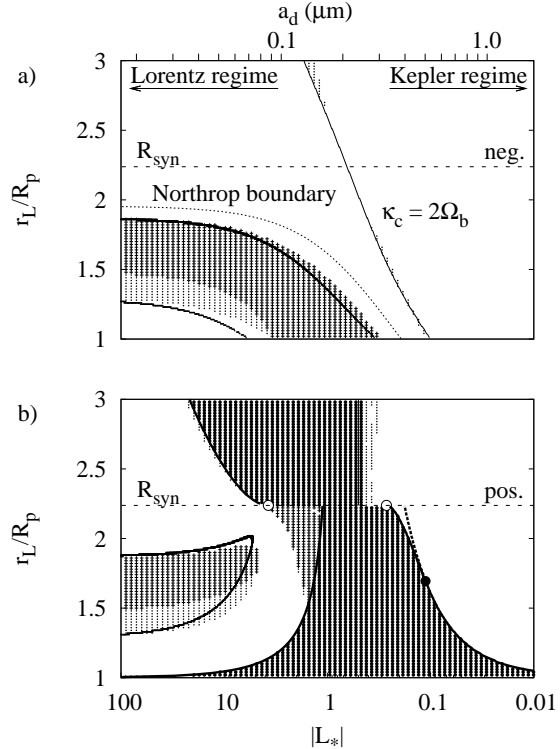 a_d (μm)
0.1 1.0
a)
3
Lorentz regime Kepler regime
2.5
R_syn neg.
r_L/R_p
2
Northrop boundary
κ_c = 2Ω_b
1.5
1
b)
3
2.5
R_syn pos.
r_L/R_p
2
1.5
1
100 10 1 0.1 0.01
|L_*|